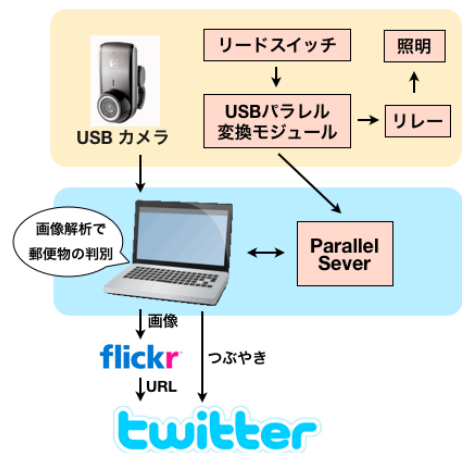 リードスイッチ
照明
USBパラレル
変換モジュール
リレー
USB カメラ
画像解析で
郵便物の判別
Parallel
Sever
画像
flickr
つぶやき
URL
twitter